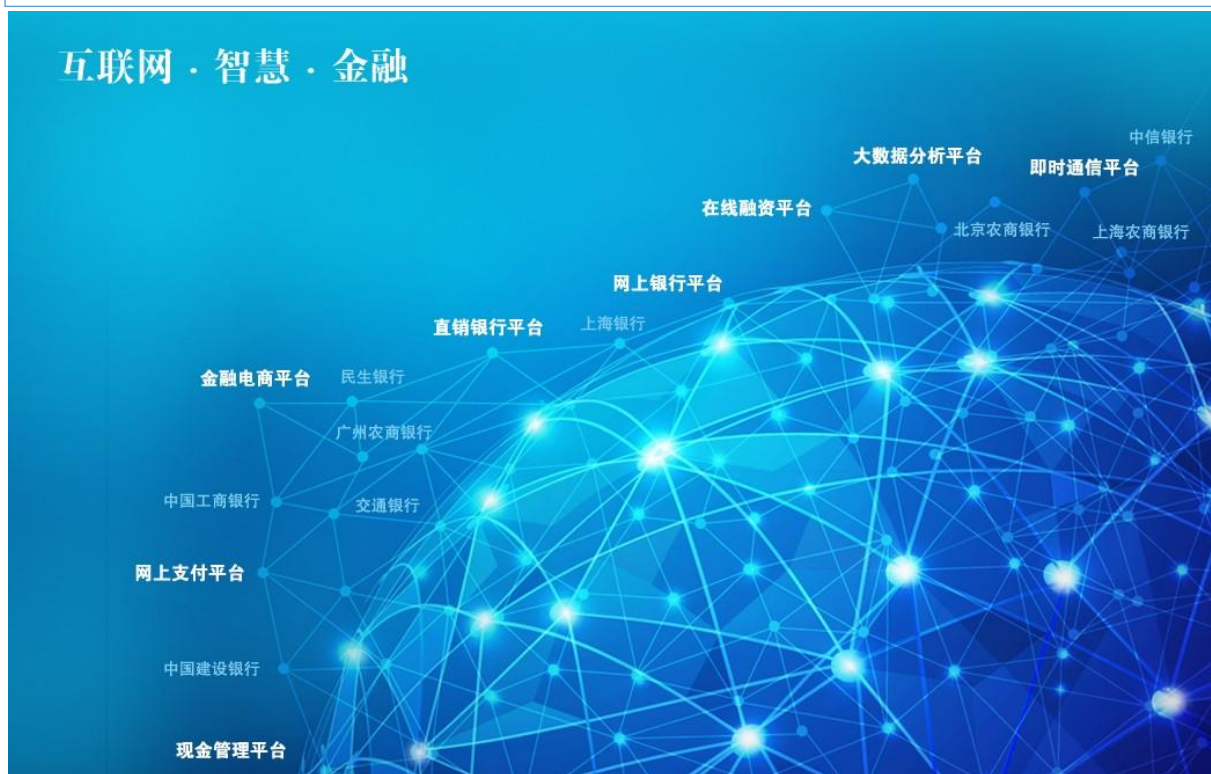 互联网 · 智慧 · 金融
中信银行
大数据分析平台
即时通信平台
在线融资平台
北京农商银行
上海农商银行
网上银行平台
直销银行平台
上海银行
金融电商平台
民生银行
广州农商银行
中国工商银行
交通银行
网上支付平台
中国建设银行
现金管理平台